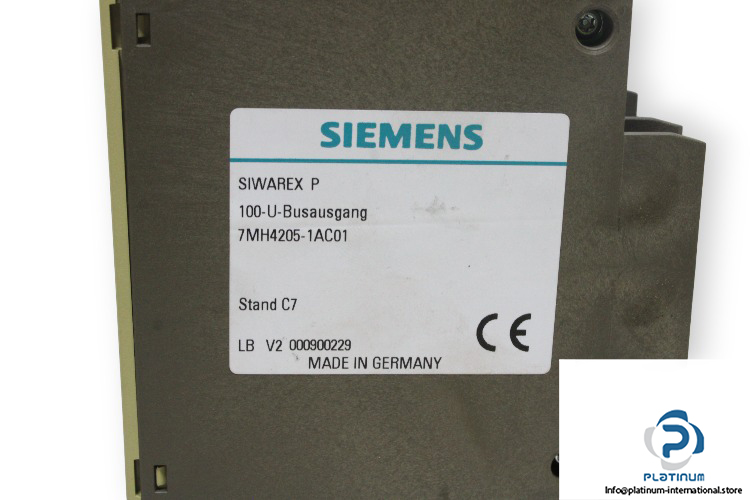 SIEMENS
SIWAREX P
100-U-Busausgang
7MH4205-1AC01
Stand C7
LB V2 000900229
CE
MADE IN GERMANY
PLATINUM
Info@platinum-international.store